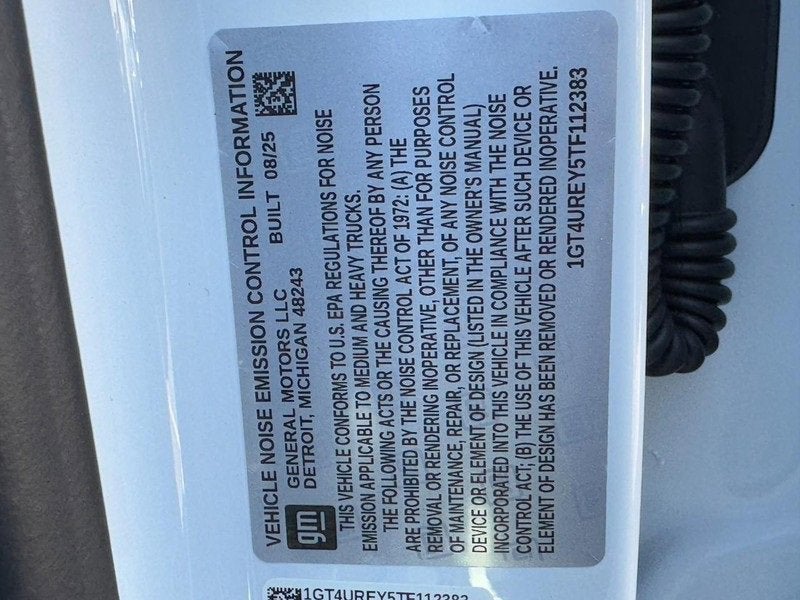 VEHICLE NOISE EMISSION CONTROL INFORMATION
GENERAL MOTORS LLC
DETROIT, MICHIGAN 48243 BUILT 08/25
gm
THIS VEHICLE CONFORMS TO U.S. EPA REGULATIONS FOR NOISE
EMISSION APPLICABLE TO MEDIUM AND HEAVY TRUCKS.
THE FOLLOWING ACTS OR THE CAUSING THEREOF BY ANY PERSON
ARE PROHIBITED BY THE NOISE CONTROL ACT OF 1972: (A) THE
REMOVAL OR RENDERING INOPERATIVE, OTHER THAN FOR PURPOSES
OF MAINTENANCE, REPAIR, OR REPLACEMENT, OF ANY NOISE CONTROL
DEVICE OR ELEMENT OF DESIGN (LISTED IN THE OWNER'S MANUAL)
INCORPORATED INTO THIS VEHICLE IN COMPLIANCE WITH THE NOISE
CONTROL ACT; (B) THE USE OF THIS VEHICLE AFTER SUCH DEVICE OR
ELEMENT OF DESIGN HAS BEEN REMOVED OR RENDERED INOPERATIVE.
1GT4UREY5TF112383
1GT4UREY5TF112383